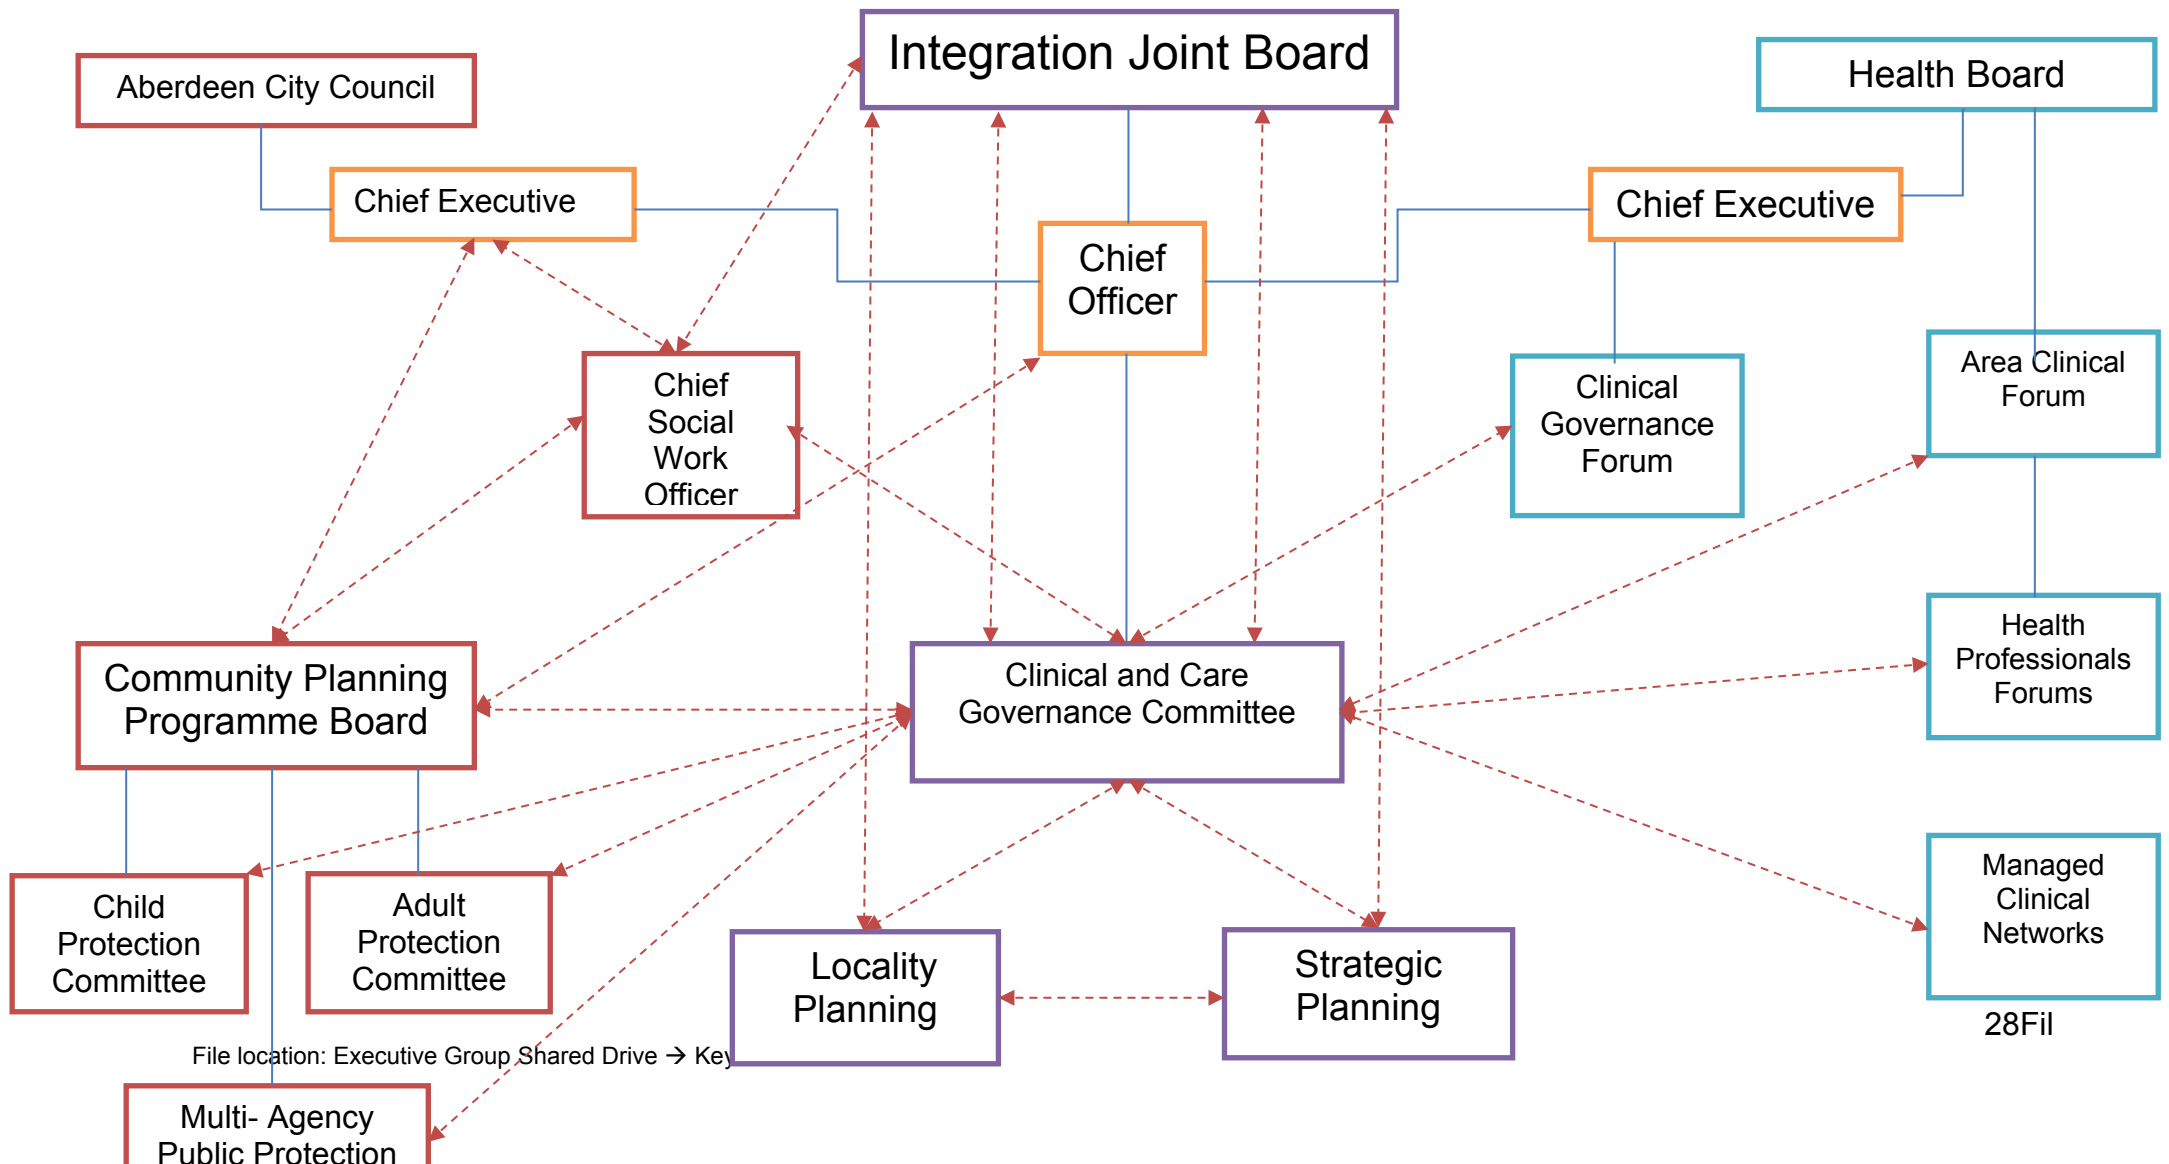 Integration Joint Board
Aberdeen City Council
Health Board
Chief Executive
Chief Executive
Chief
Officer
Chief
Social
Work
Officer
Clinical
Governance
Forum
Area Clinical
Forum
Health
Professionals
Forums
Community Planning
Programme Board
Clinical and Care
Governance Committee
Managed
Clinical
Networks
Child
Protection
Committee
Adult
Protection
Committee
Locality
Planning
Strategic
Planning
28Fil
File location: Executive Group Shared Drive → Key
Multi- Agency
Public Protection